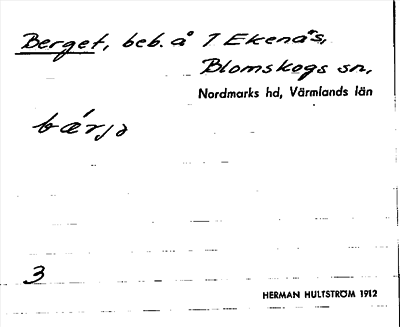 Berget, beb. å 7 Ekenäs,
Blomskogs sn,
Nordmarks hd, Värmlands län
bǽrjə
3
HERMAN HULTSTRÖM 1912